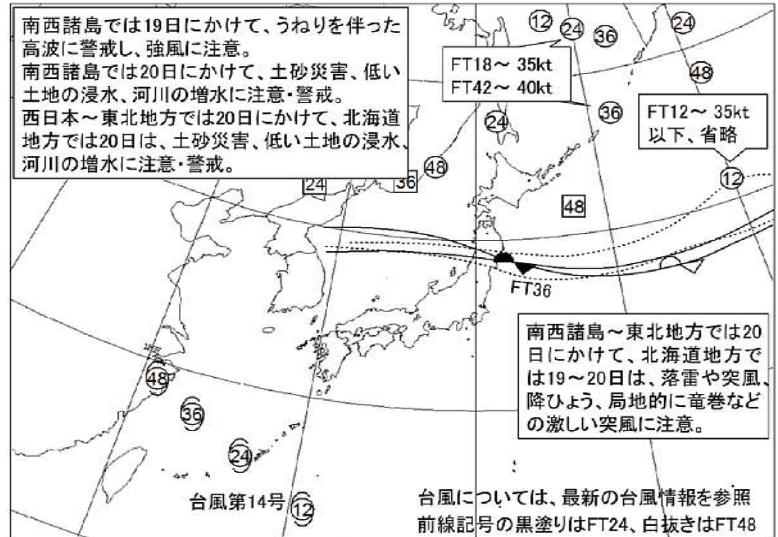 南西諸島では19日にかけて、うねりを伴った
高波に警戒し、強風に注意。
南西諸島では20日にかけて、土砂災害、低い
土地の浸水、河川の増水に注意・警戒。
西日本～東北地方では20日にかけて、北海道
地方では20日は、土砂災害、低い土地の浸水、
河川の増水に注意・警戒。
12
24
36
24
48
FT18～ 35kt
FT42～ 40kt
36
24
FT12～ 35kt
以下、省略
12
48
24
36
48
FT36
南西諸島～東北地方では20
日にかけて、北海道地方で
は19～20日は、落雷や突風、
降ひょう、局地的に竜巻など
の激しい突風に注意。
48
36
24
台風第14号
12
台風については、最新の台風情報を参照
前線記号の黒塗りはFT24、白抜きはFT48